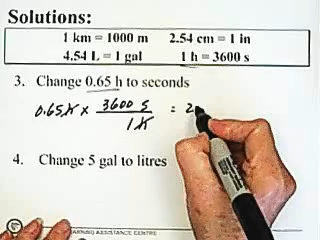 Solutions:
1 km = 1000 m 2.54 cm = 1 in
4.54 L = 1 gal 1 h = 3600 s
3. Change 0.65 h to seconds
0.65 h × 3600 s / 1 h = 2
4. Change 5 gal to litres
ASSISTANCE CENTRE